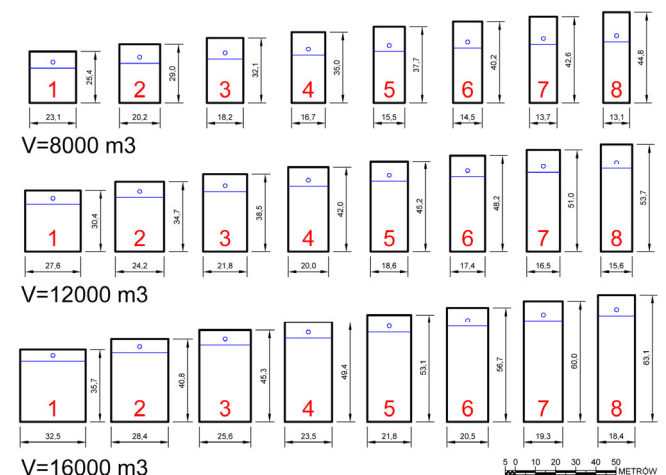 25,4 29,0 32,1 35,0 37,7 40,2 42,6 44,8
1 2 3 4 5 6 7 8
23,1 20,2 18,2 16,7 15,5 14,5 13,7 13,1
V=8000 m3
30,4 34,7 38,5 42,0 45,2 48,2 51,0 53,7
1 2 3 4 5 6 7 8
27,6 24,2 21,8 20,0 18,6 17,4 16,5 15,6
V=12000 m3
35,7 40,8 45,3 49,4 53,1 56,7 60,0 63,1
1 2 3 4 5 6 7 8
32,5 28,4 25,6 23,5 21,8 20,5 19,3 18,4
V=16000 m3
5 0 10 20 30 40 50
METRÓW